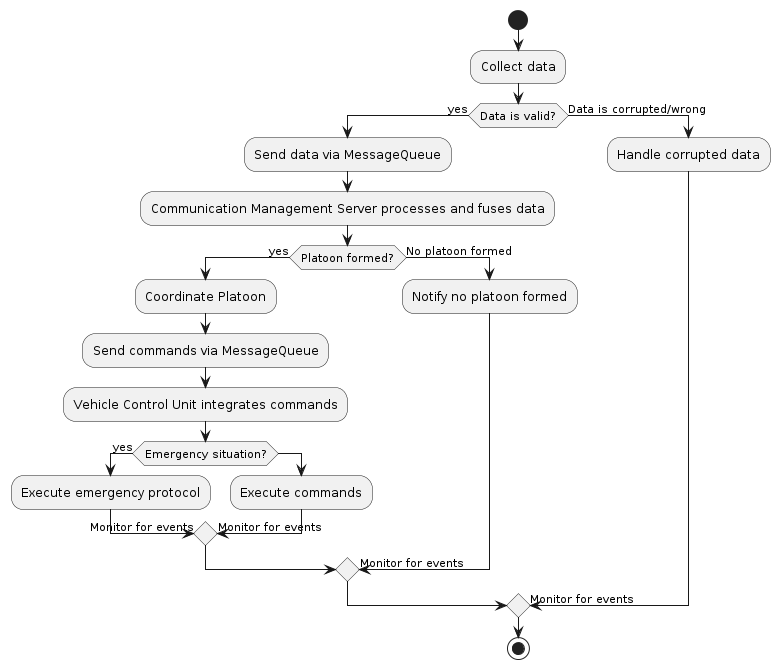 Collect data
Data is valid?
yes
Data is corrupted/wrong
Send data via MessageQueue
Handle corrupted data
Communication Management Server processes and fuses data
Platoon formed?
yes
No platoon formed
Coordinate Platoon
Notify no platoon formed
Send commands via MessageQueue
Vehicle Control Unit integrates commands
Emergency situation?
yes
Execute emergency protocol
Execute commands
Monitor for events
Monitor for events
Monitor for events
Monitor for events